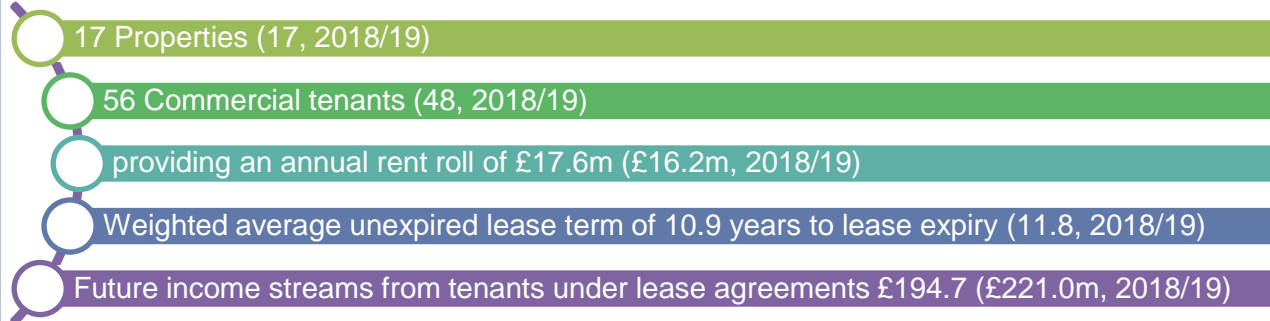 17 Properties (17, 2018/19)
56 Commercial tenants (48, 2018/19)
providing an annual rent roll of £17.6m (£16.2m, 2018/19)
Weighted average unexpired lease term of 10.9 years to lease expiry (11.8, 2018/19)
Future income streams from tenants under lease agreements £194.7 (£221.0m, 2018/19)